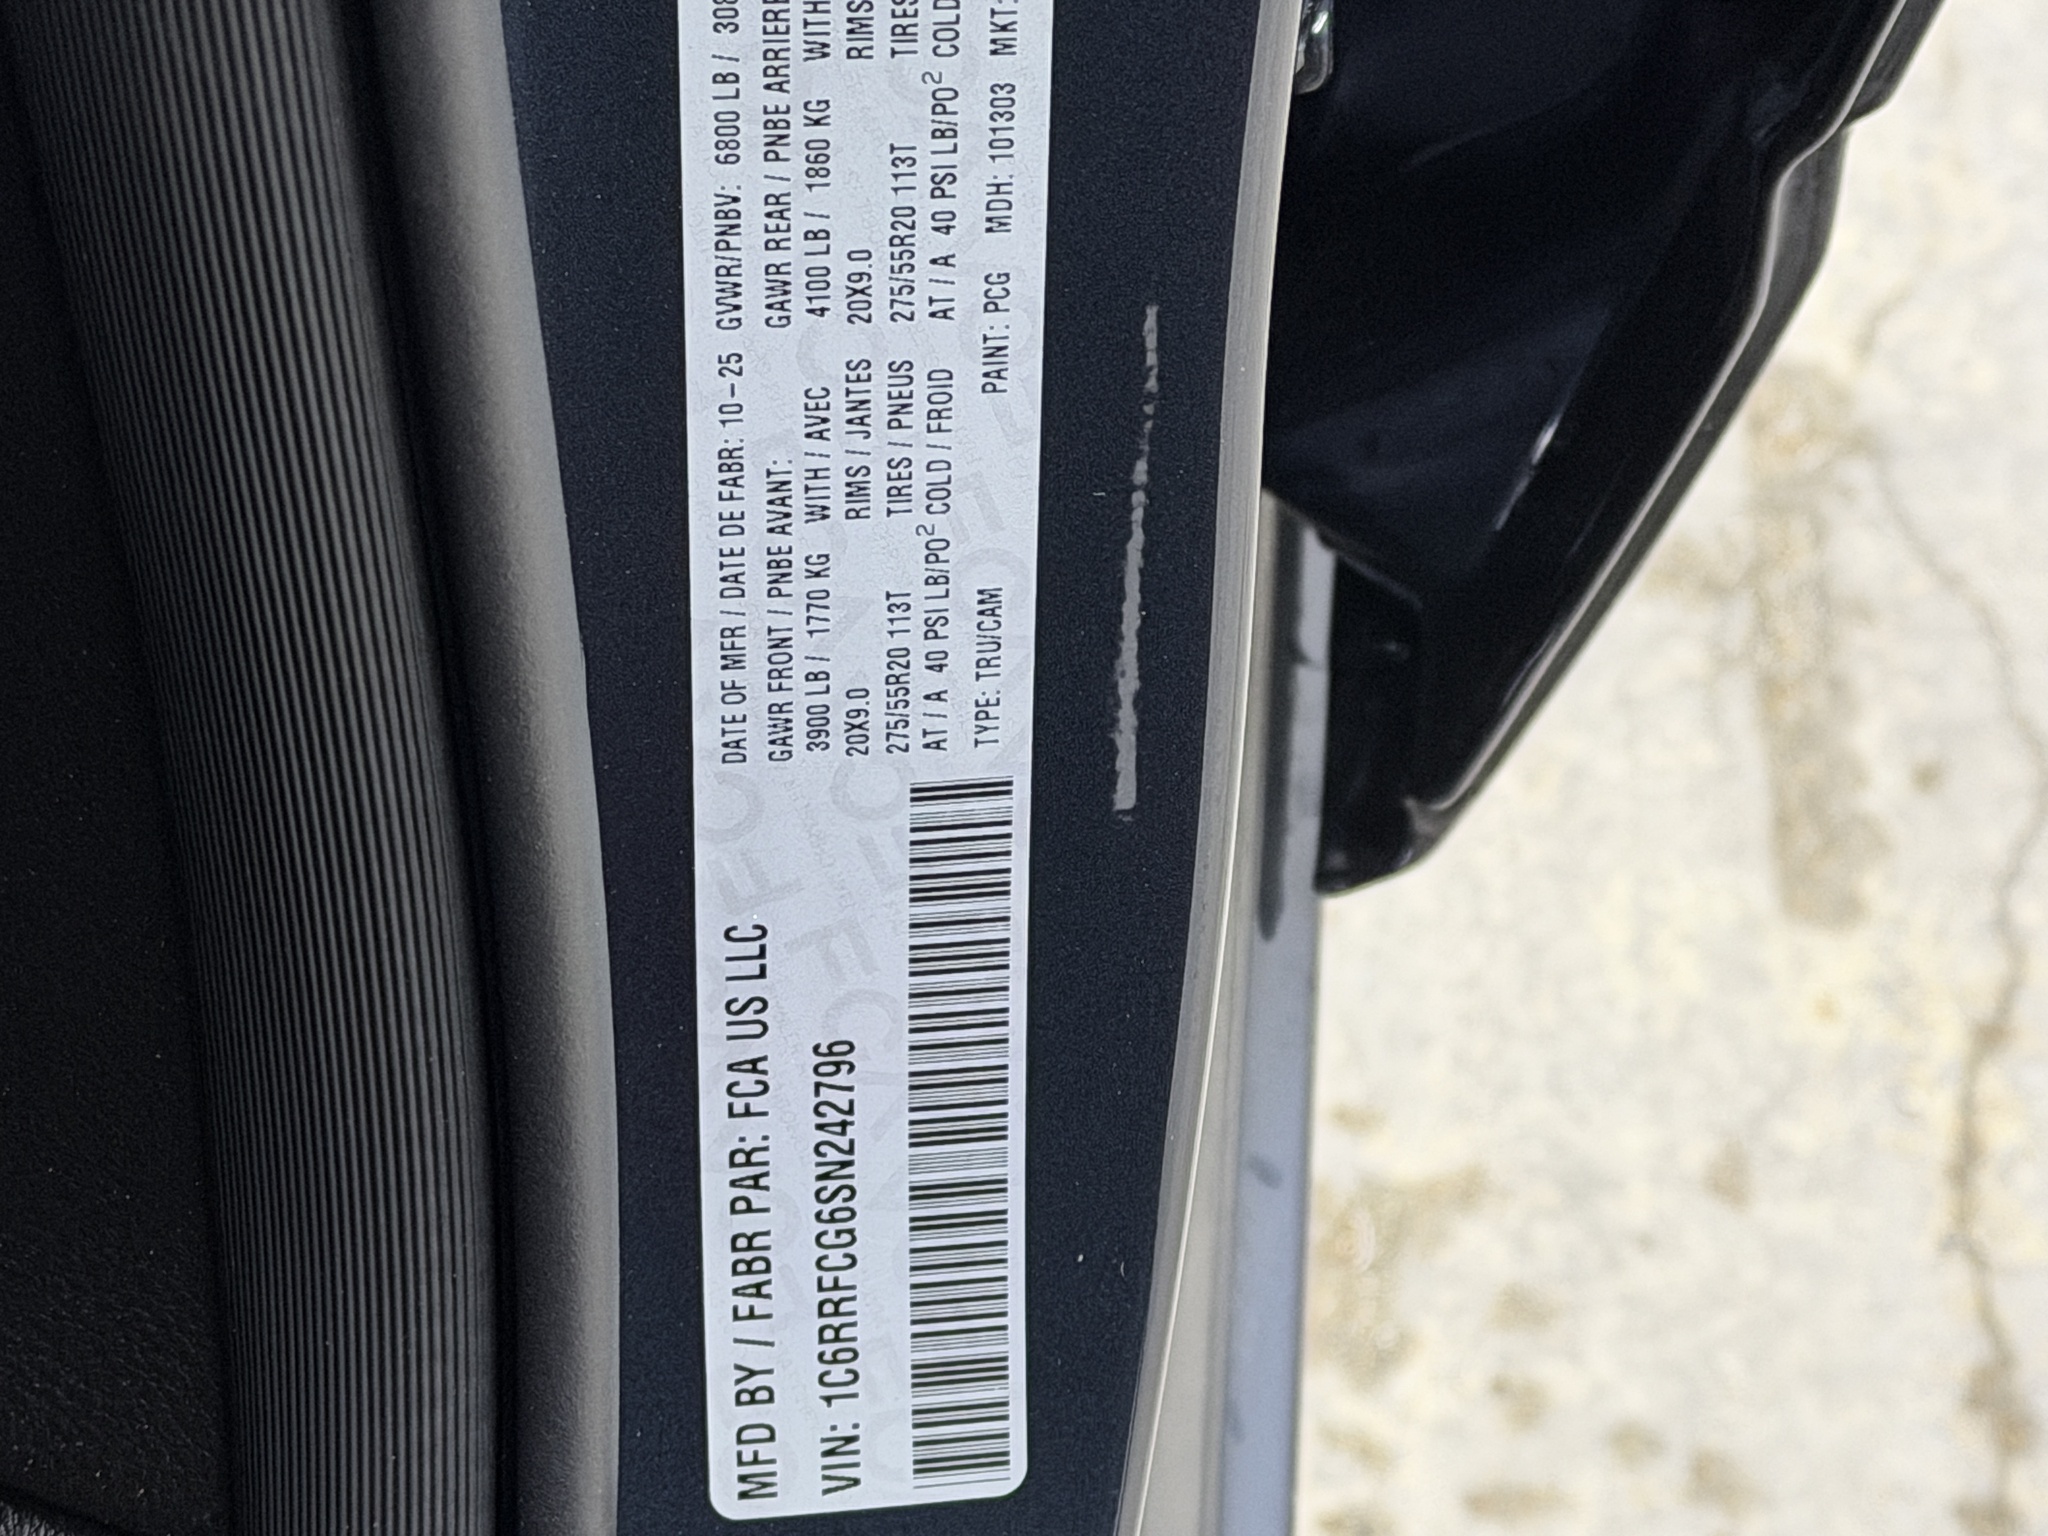 MFD BY / FABR PAR: FCA US LLC
VIN: 1C6RRFCG6SN242796
DATE OF MFR / DATE DE FABR: 10-25 GVWR/PNBV: 6800 LB /
GAWR FRONT / PNBE AVANT: GAWR REAR / PNBE ARRIERE
3900 LB / 1770 KG WITH / AVEC 4100 LB / 1860 KG WITH
20X9.0 RIMS / JANTES 20X9.0 RIMS
275/55R20 113T TIRES / PNEUS 275/55R20 113T TIRES
AT / A 40 PSI LB/PO² COLD / FROID AT / A 40 PSI LB/PO² COLD
TYPE: TRU/CAM PAINT: PCG MDH: 101303 MKT: